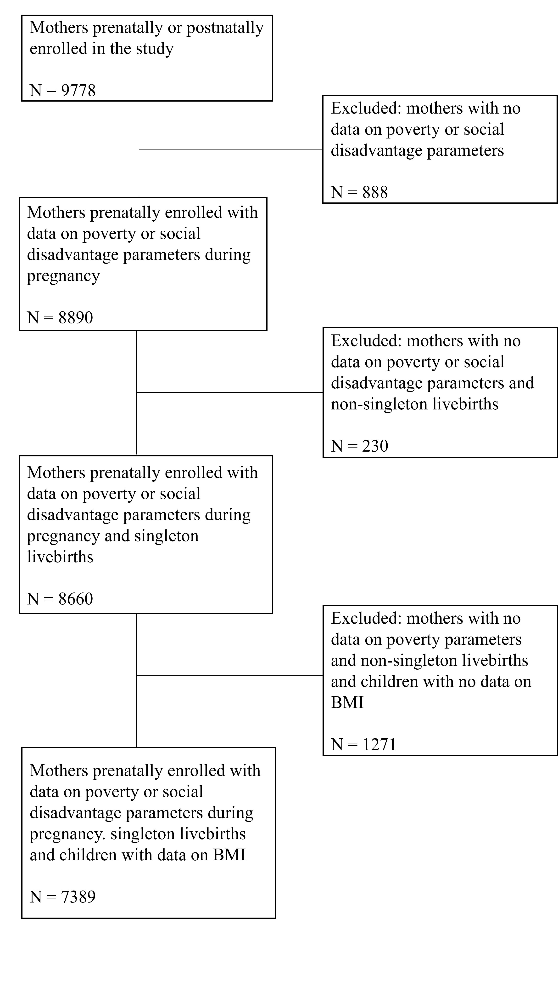 Mothers prenatally or postnatally
enrolled in the study
N = 9778
Excluded: mothers with no
data on poverty or social
disadvantage parameters
N = 888
Mothers prenatally enrolled with
data on poverty or social
disadvantage parameters during
pregnancy
N = 8890
Excluded: mothers with no
data on poverty or social
disadvantage parameters and
non-singleton livebirths
N = 230
Mothers prenatally enrolled with
data on poverty or social
disadvantage parameters during
pregnancy and singleton
livebirths
N = 8660
Excluded: mothers with no
data on poverty parameters
and non-singleton livebirths
and children with no data on
BMI
N = 1271
Mothers prenatally enrolled with
data on poverty or social
disadvantage parameters during
pregnancy. singleton livebirths
and children with data on BMI
N = 7389